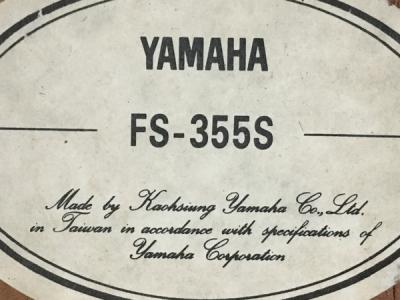 YAMAHA
FS-355S
Made by Kaohsiung Yamaha Co., Ltd.
in Taiwan in accordance with specifications of
Yamaha Corporation